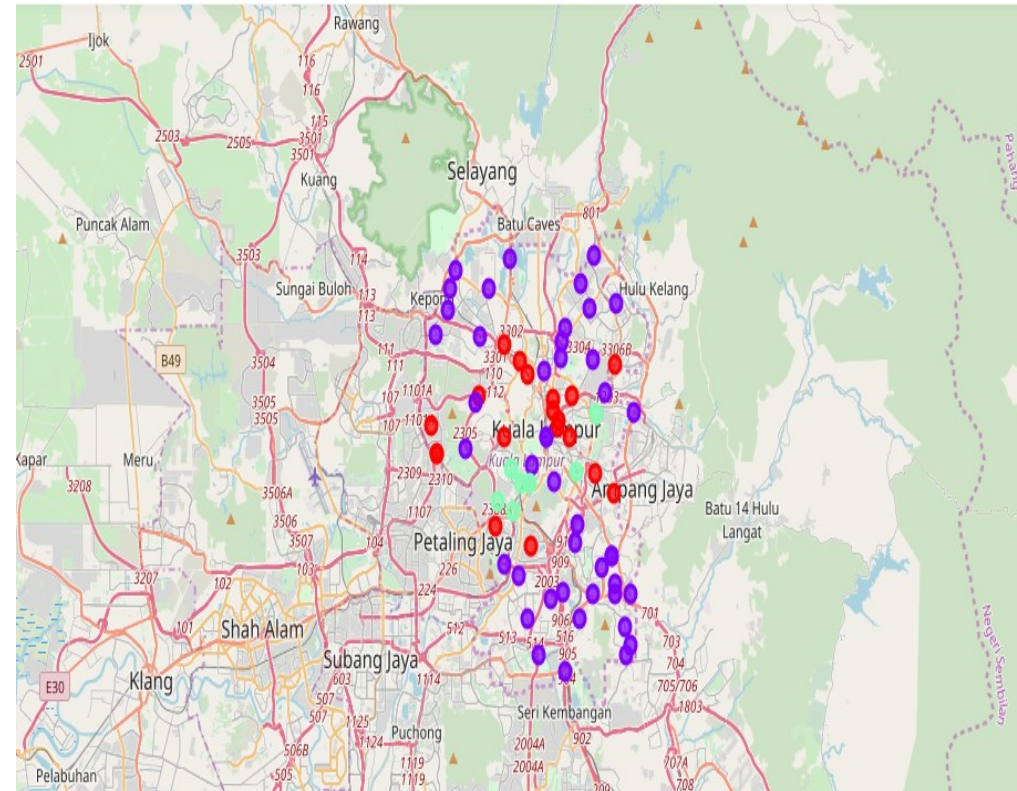 Rawang
Ijok
2501
116
116
115
2503
2505
3501
3501
Kuang
Selayang
Pahang
801
Puncak Alam
Batu Caves
3503
114
Sungai Buloh
113
113
Kepong
Hulu Kelang
3302
B49
111
3301
3304
3306B
3504
111
110
1101A
112
3505
3505
107
107
2305
Kuala Lumpur
Kuala Lumpur
Kapar
Meru
2309
2310
3208
3506A
Ampang Jaya
3506
1107
Batu 14 Hulu
Langat
3507
104
Petaling Jaya
909
3207
102
103
226
224
2003
101
701
Shah Alam
512
513
514
906
516
703
Negeri Sembilan
Subang Jaya
905
704
E30
Klang
603
1114
705/706
507
507
1803
Seri Kembangan
1125
1124
Puchong
902
506B
2004A
2004A
707A
Pelabuhan
505
1119
1119
209
708